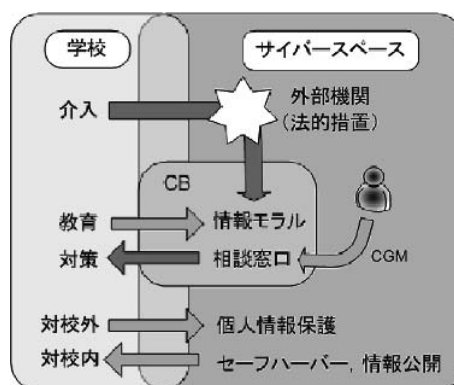 学校
サイバースペース
介入
外部機関
(法的措置)
CB
教育
情報モラル
対策
相談窓口
CGM
対校外
個人情報保護
対校内
セーフハーバー, 情報公開